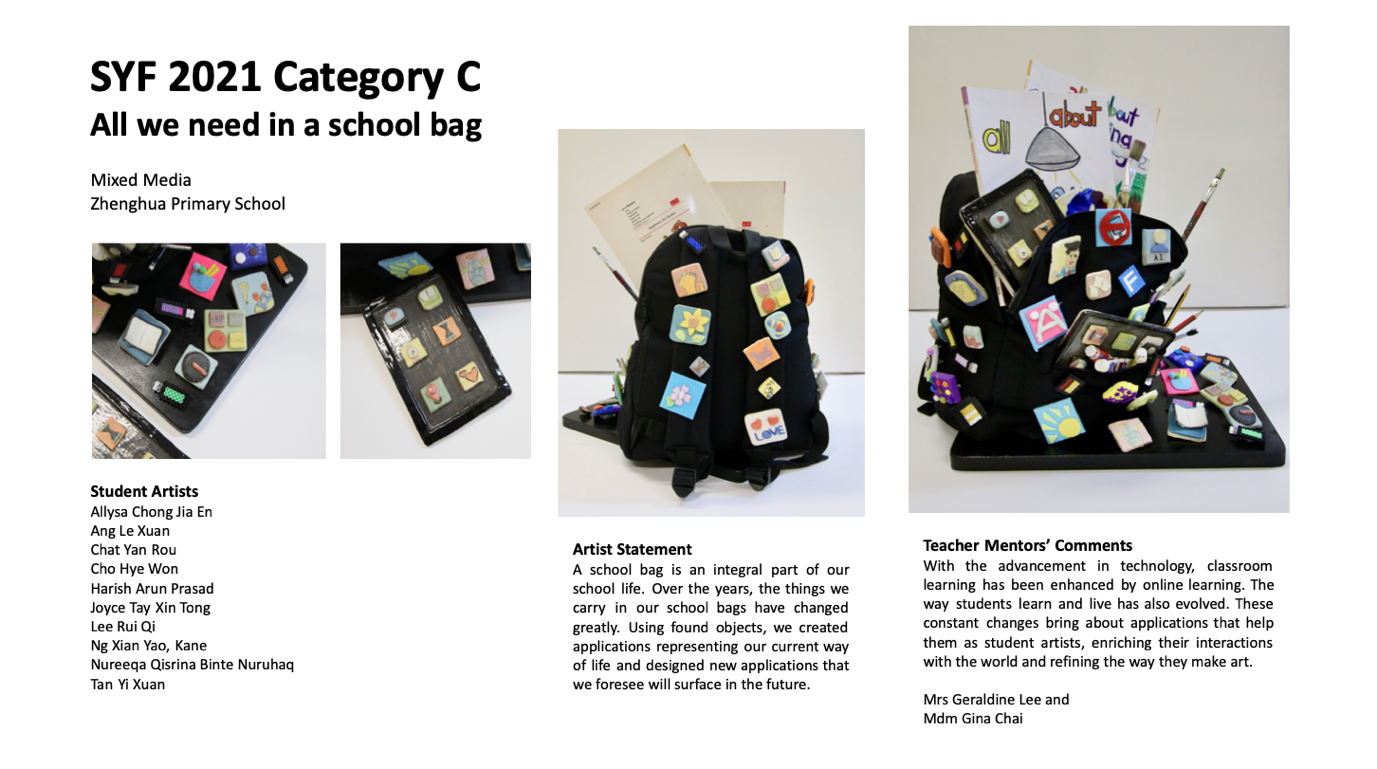 SYF 2021 Category C
All we need in a school bag
Mixed Media
Zhenghua Primary School
Student Artists
Allysa Chong Jia En
Ang Le Xuan
Chat Yan Rou
Cho Hye Won
Harish Arun Prasad
Joyce Tay Xin Tong
Lee Rui Qi
Ng Xian Yao, Kane
Nureeqa Qisrina Binte Nuruhaq
Tan Yi Xuan
LOVE
Artist Statement
A school bag is an integral part of our
school life. Over the years, the things we
carry in our school bags have changed
greatly. Using found objects, we created
applications representing our current way
of life and designed new applications that
we foresee will surface in the future.
all about
about
A.I
F
A
Teacher Mentors’ Comments
With the advancement in technology, classroom
learning has been enhanced by online learning. The
way students learn and live has also evolved. These
constant changes bring about applications that help
them as student artists, enriching their interactions
with the world and refining the way they make art.
Mrs Geraldine Lee and
Mdm Gina Chai